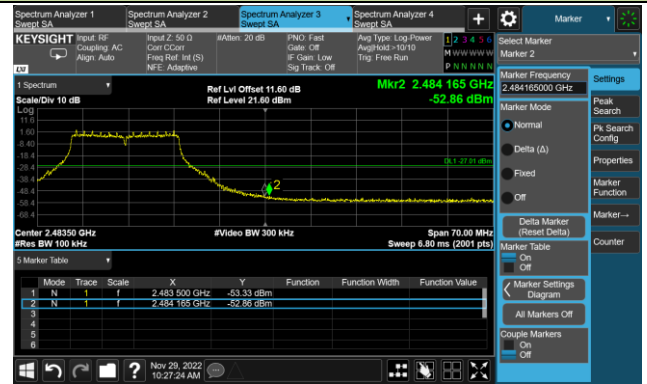 Spectrum Analyzer 1
Swept SA
Spectrum Analyzer 2
Swept SA
Spectrum Analyzer 3
Swept SA
Spectrum Analyzer 4
Swept SA
+
Marker
KEYSIGHT
LXI
Input: RF
Coupling: AC
Align: Auto
Input Z: 50 Ω
Corr CCorr
Freq Ref: Int (S)
NFE: Adaptive
#Atten: 20 dB
PNO: Fast
Gate: Off
IF Gain: Low
Sig Track: Off
Avg Type: Log-Power
Avg|Hold:>10/10
Trig: Free Run
1 2 3 4 5 6
M W W W W W
P N N N N N
Select Marker
Marker 2
1 Spectrum
Scale/Div 10 dB
Log
Ref Lvl Offset 11.60 dB
Ref Level 21.60 dBm
Mkr2 2.484 165 GHz
-52.86 dBm
11.6
1.60
-8.40
-18.4
-28.4
-38.4
-48.4
-58.4
-68.4
DL1 -27.01 dBm
2
Center 2.48350 GHz
#Res BW 100 kHz
#Video BW 300 kHz
Span 70.00 MHz
Sweep 6.80 ms (2001 pts)
5 Marker Table
Mode Trace Scale X Y Function Function Width Function Value
1 N 1 f 2.483 500 GHz -53.33 dBm
2 N 1 f 2.484 165 GHz -52.86 dBm
3
4
5
6
Marker Frequency
2.484165000 GHz
Marker Mode
Normal
Delta (Δ)
Fixed
Off
Delta Marker
(Reset Delta)
Marker Table
On
Off
Marker Settings
Diagram
All Markers Off
Couple Markers
On
Off
Settings
Peak
Search
Pk Search
Config
Properties
Marker
Function
Marker→
Counter
?
Nov 29, 2022
10:27:24 AM